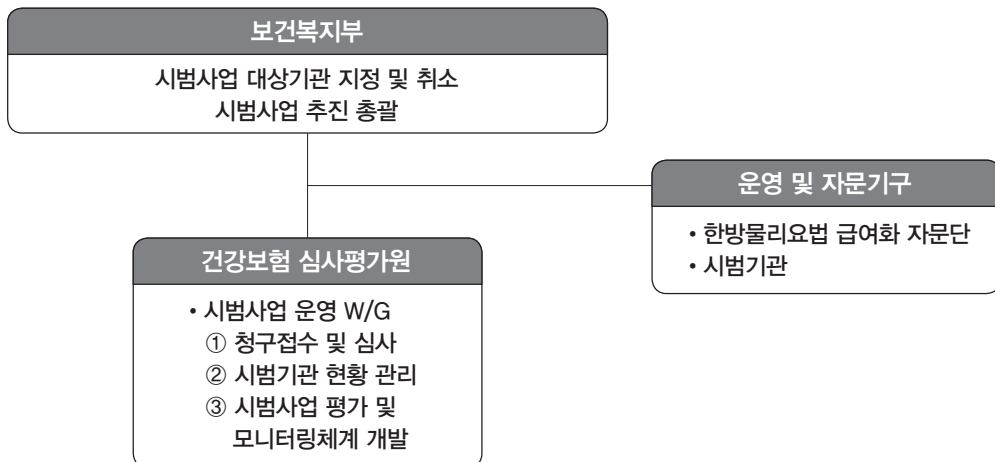 보건복지부
시범사업 대상기관 지정 및 취소
시범사업 추진 총괄
운영 및 자문기구
• 한방물리요법 급여화 자문단
• 시범기관
건강보험 심사평가원
• 시범사업 운영 W/G
① 청구접수 및 심사
② 시범기관 현황 관리
③ 시범사업 평가 및
모니터링체계 개발